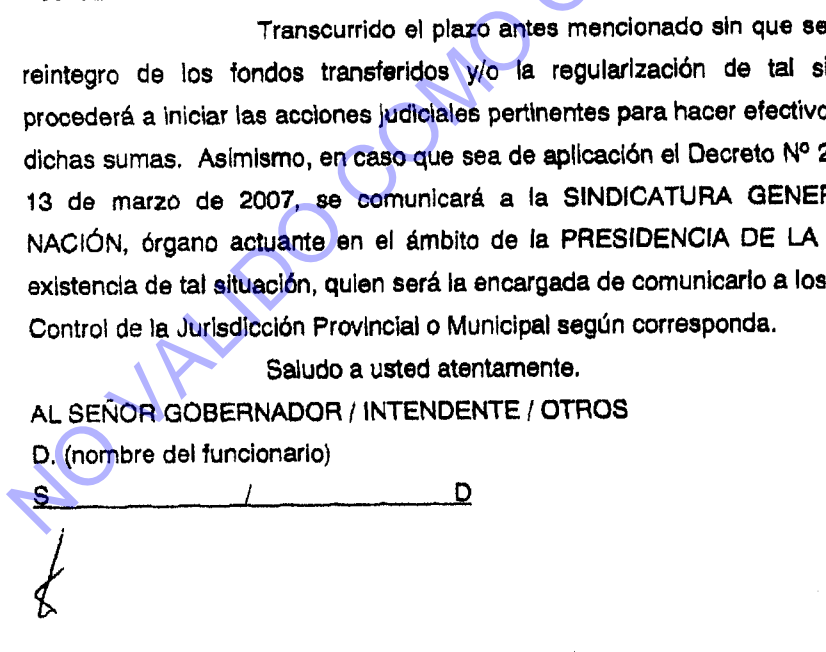 Transcurrido el plazo antes mencionado sin que se
reintegro de los fondos transferidos y/o la regularización de tal si
procederá a iniciar las acciones judiciales pertinentes para hacer efectivo
dichas sumas. Asimismo, en caso que sea de aplicación el Decreto Nº 2
13 de marzo de 2007, se comunicará a la SINDICATURA GENER
NACIÓN, órgano actuante en el ámbito de la PRESIDENCIA DE LA
existencia de tal situación, quien será la encargada de comunicarlo a los
Control de la Jurisdicción Provincial o Municipal según corresponda.
Saludo a usted atentamente.
AL SEÑOR GOBERNADOR / INTENDENTE / OTROS
D. (nombre del funcionario)
S / D
NO VALIDO COMO